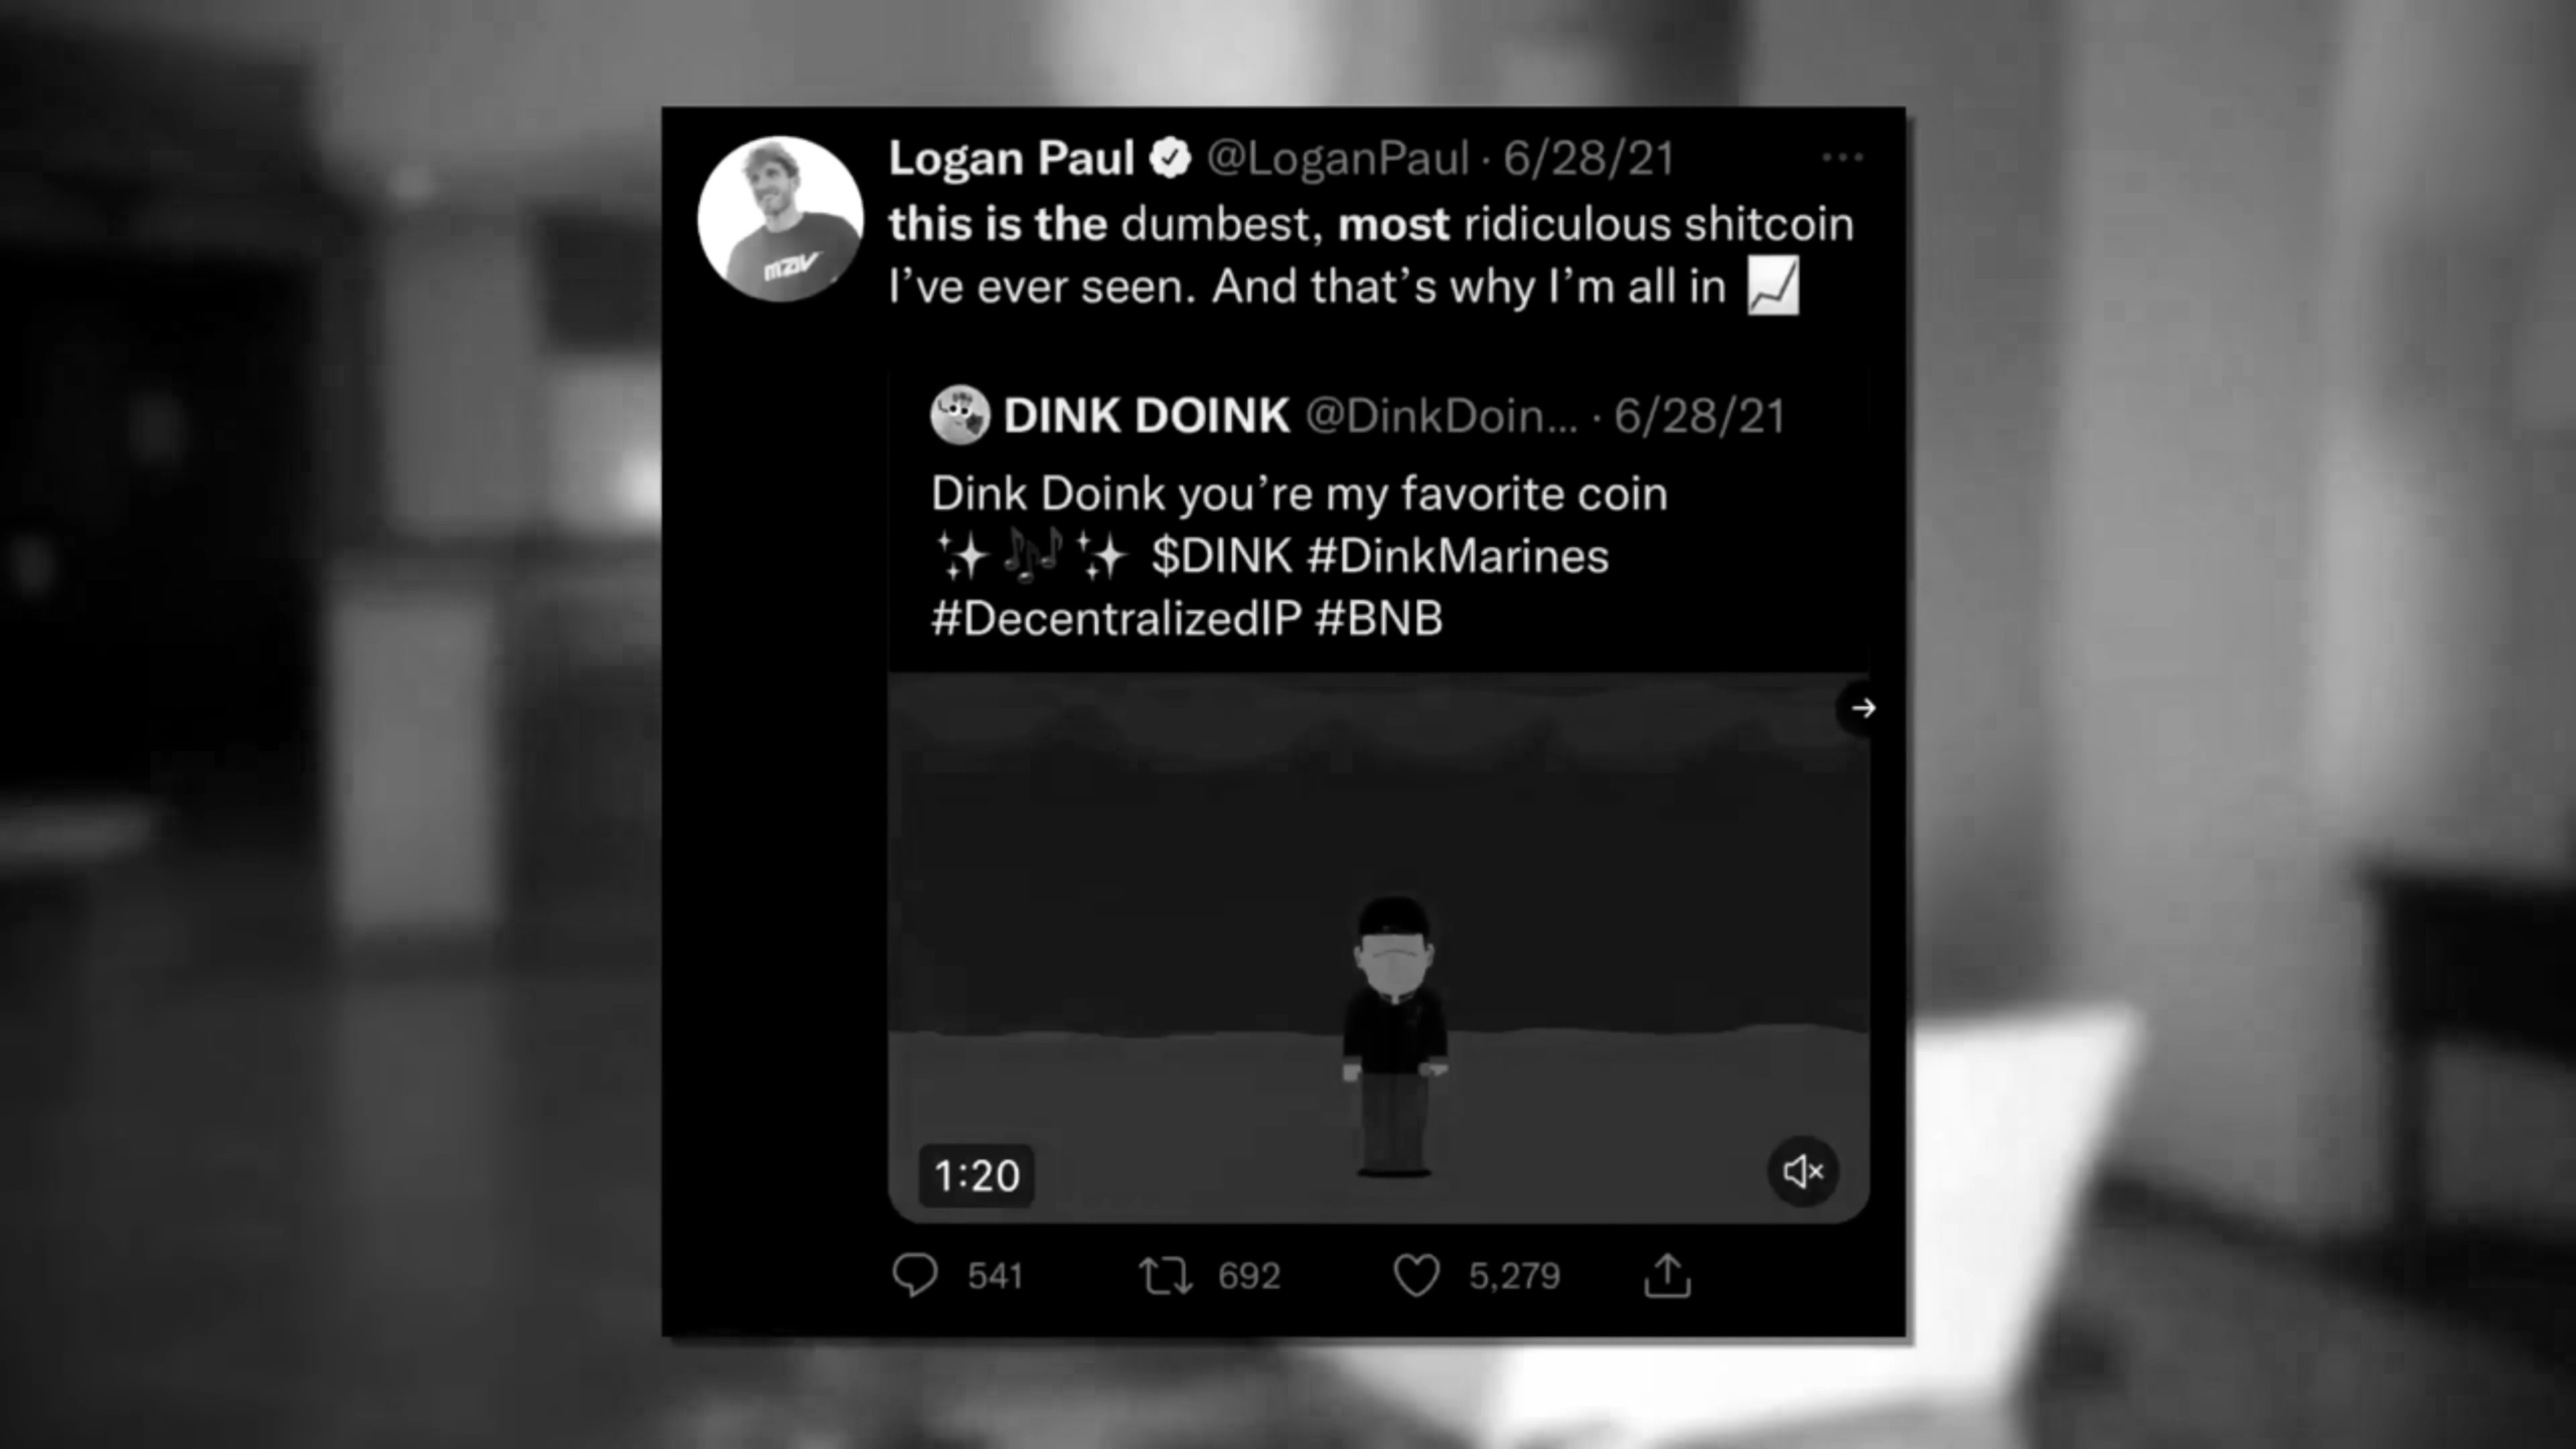 Logan Paul @LoganPaul · 6/28/21
this is the dumbest, most ridiculous shitcoin
I’ve ever seen. And that’s why I’m all in
DINK DOINK @DinkDoin... · 6/28/21
Dink Doink you’re my favorite coin
$DINK #DinkMarines
#DecentralizedIP #BNB
1:20
541 692 5,279